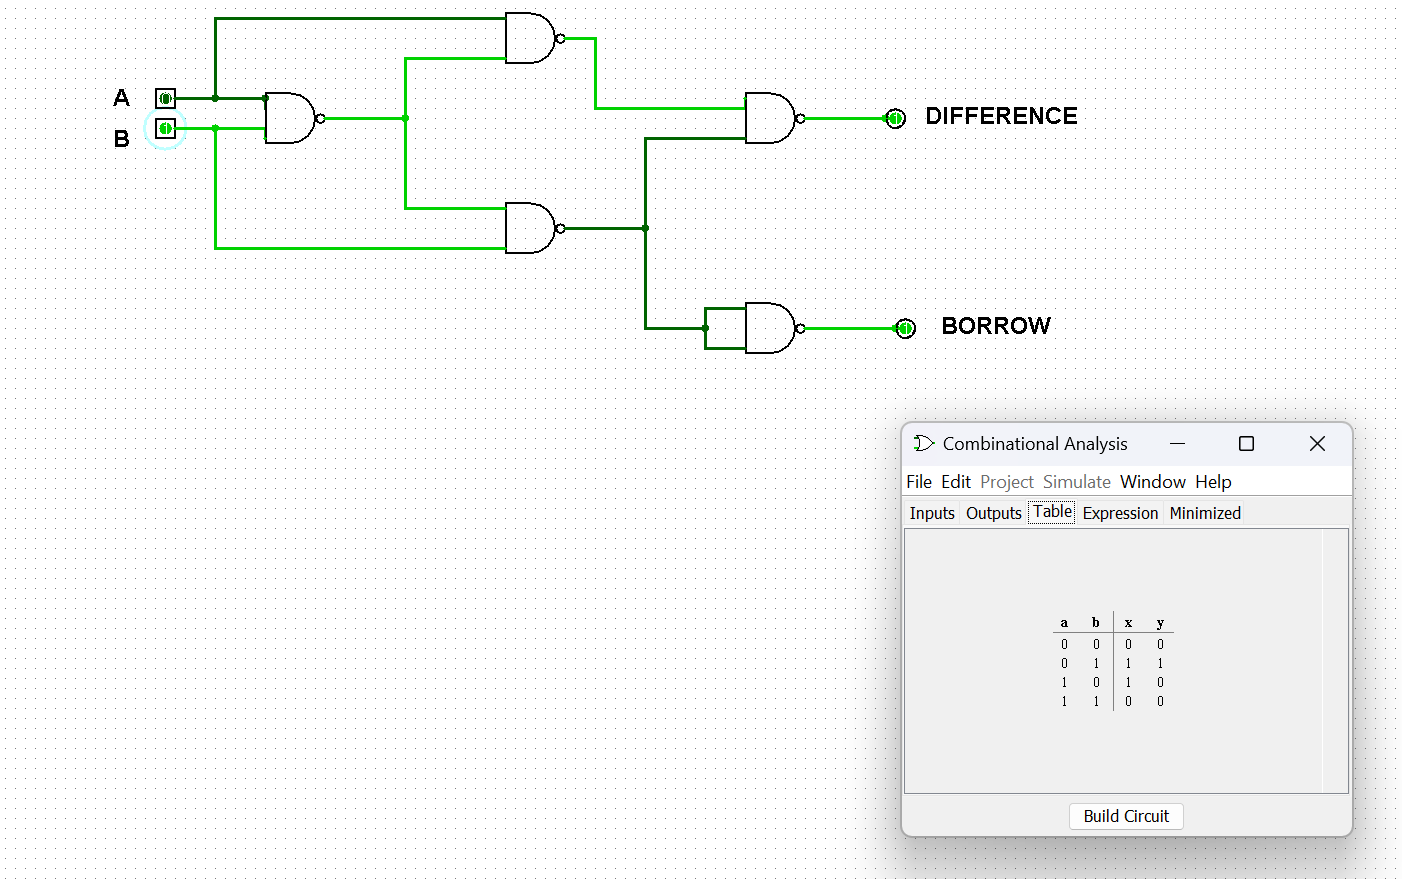 A
B
DIFFERENCE
BORROW
Combinational Analysis
File Edit Project Simulate Window Help
Inputs Outputs Table Expression Minimized
a b x y
0 0 0 0
0 1 1 1
1 0 1 0
1 1 0 0
Build Circuit